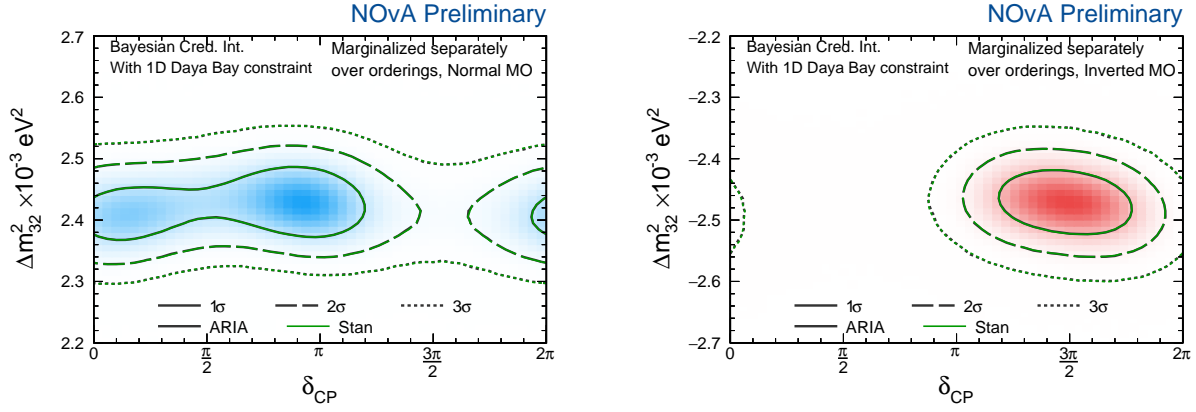 NOvA Preliminary
Bayesian Cred. Int.
With 1D Daya Bay constraint
Marginalized separately
over orderings, Normal MO
2.7
2.6
2.5
2.4
2.3
2.2
Δm²₃₂ ×10⁻³ eV²
1σ 2σ 3σ
ARIA Stan
0 π/2 π 3π/2 2π
δ_CP
NOvA Preliminary
Bayesian Cred. Int.
With 1D Daya Bay constraint
Marginalized separately
over orderings, Inverted MO
−2.2
−2.3
−2.4
−2.5
−2.6
−2.7
Δm²₃₂ ×10⁻³ eV²
1σ 2σ 3σ
ARIA Stan
0 π/2 π 3π/2 2π
δ_CP